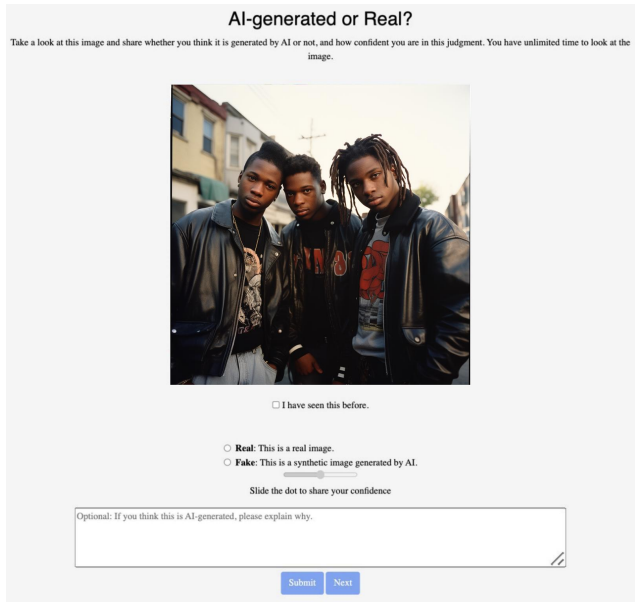 AI-generated or Real?
Take a look at this image and share whether you think it is generated by AI or not, and how confident you are in this judgment. You have unlimited time to look at the
image.
I have seen this before.
Real: This is a real image.
Fake: This is a synthetic image generated by AI.
Slide the dot to share your confidence
Optional: If you think this is AI-generated, please explain why.
Submit Next